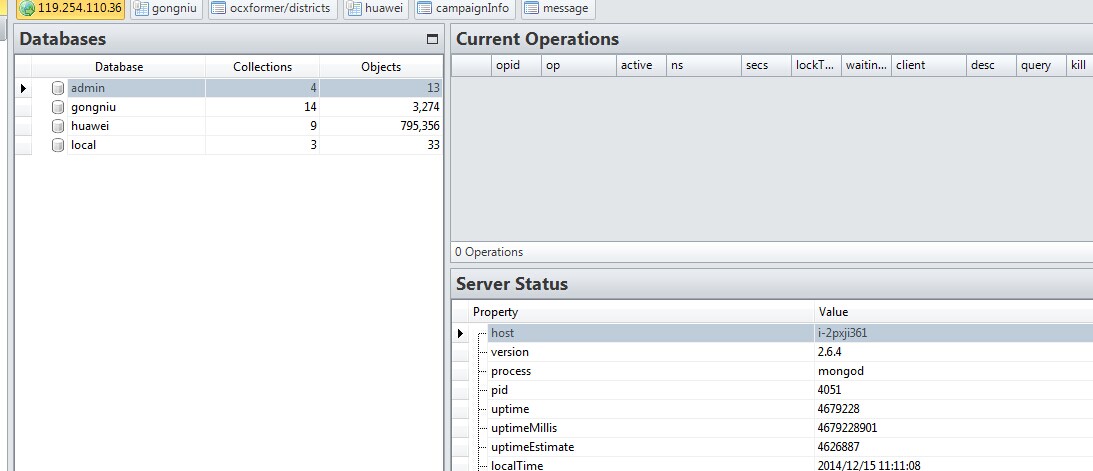 119.254.110.36 gongniu ocxformer/districts huawei campaignInfo message
Databases
Database Collections Objects
admin 4 13
gongniu 14 3,274
huawei 9 795,356
local 3 33
Current Operations
opid op active ns secs lockT... waitin... client desc query kill
0 Operations
Server Status
Property Value
host i-2pxji361
version 2.6.4
process mongod
pid 4051
uptime 4679228
uptimeMillis 4679228901
uptimeEstimate 4626887
localTime 2014/12/15 11:11:08